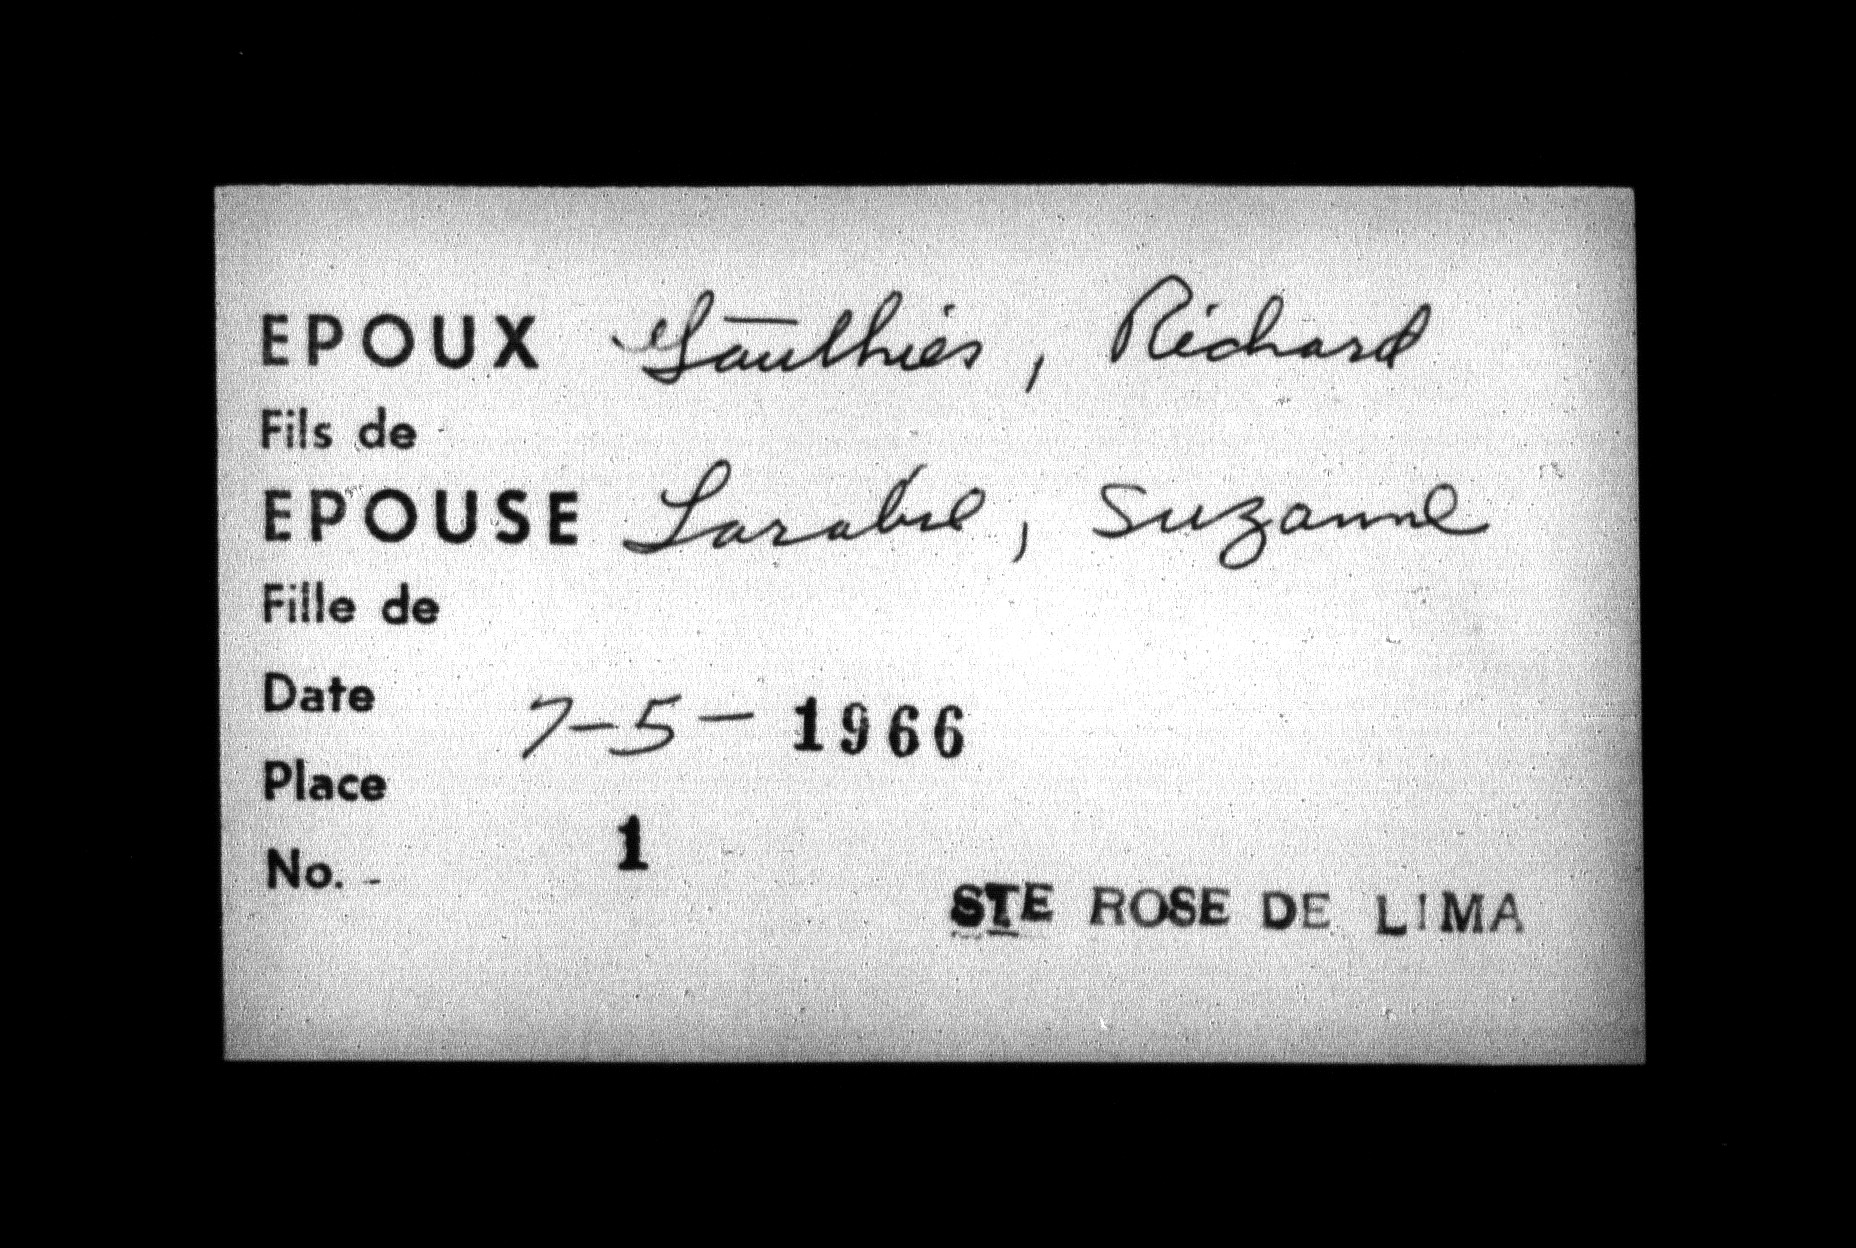 EPOUX Gauthier, Richard
Fils de
EPOUSE Larabie, Suzanne
Fille de
Date 7-5-1966
Place
No. - 1
STE ROSE DE LIMA